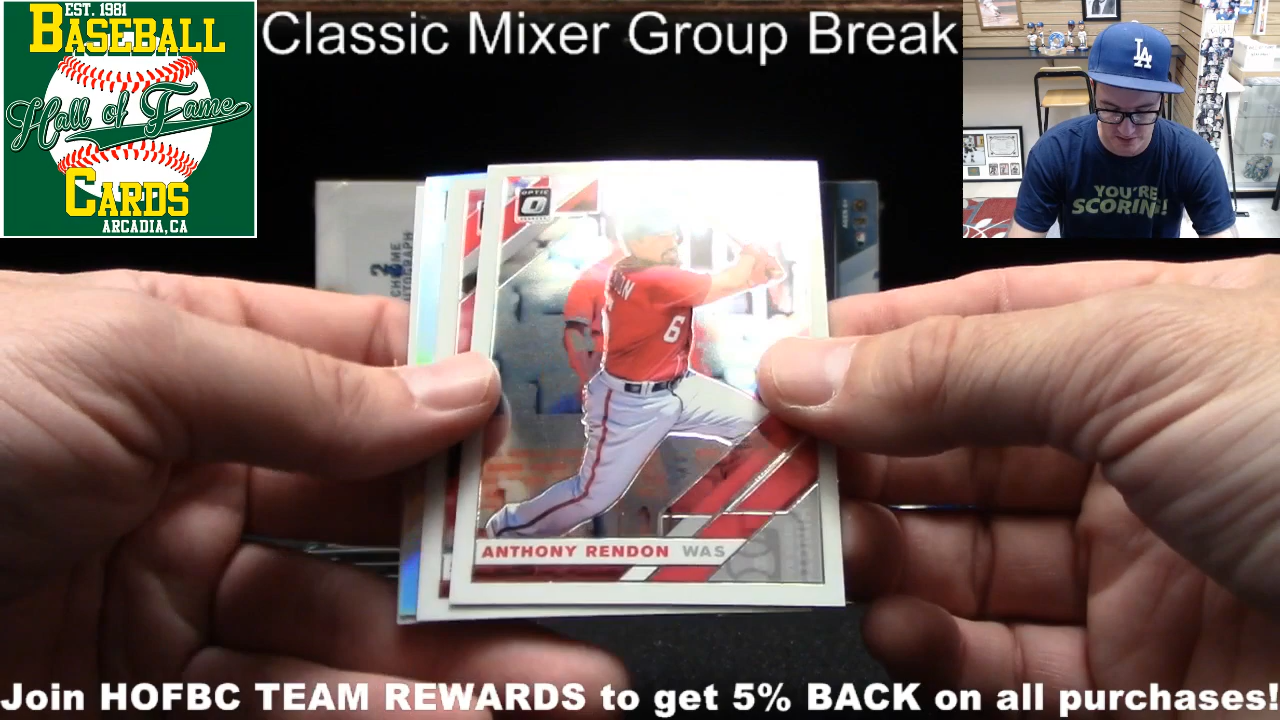 EST. 1981
BASEBALL
Hall of Fame
CARDS
ARCADIA, CA
Classic Mixer Group Break
LA
YOU'RE
SCORING!
OPTIC
6
ANTHONY RENDON WAS
Join HOFBC TEAM REWARDS to get 5% BACK on all purchases!